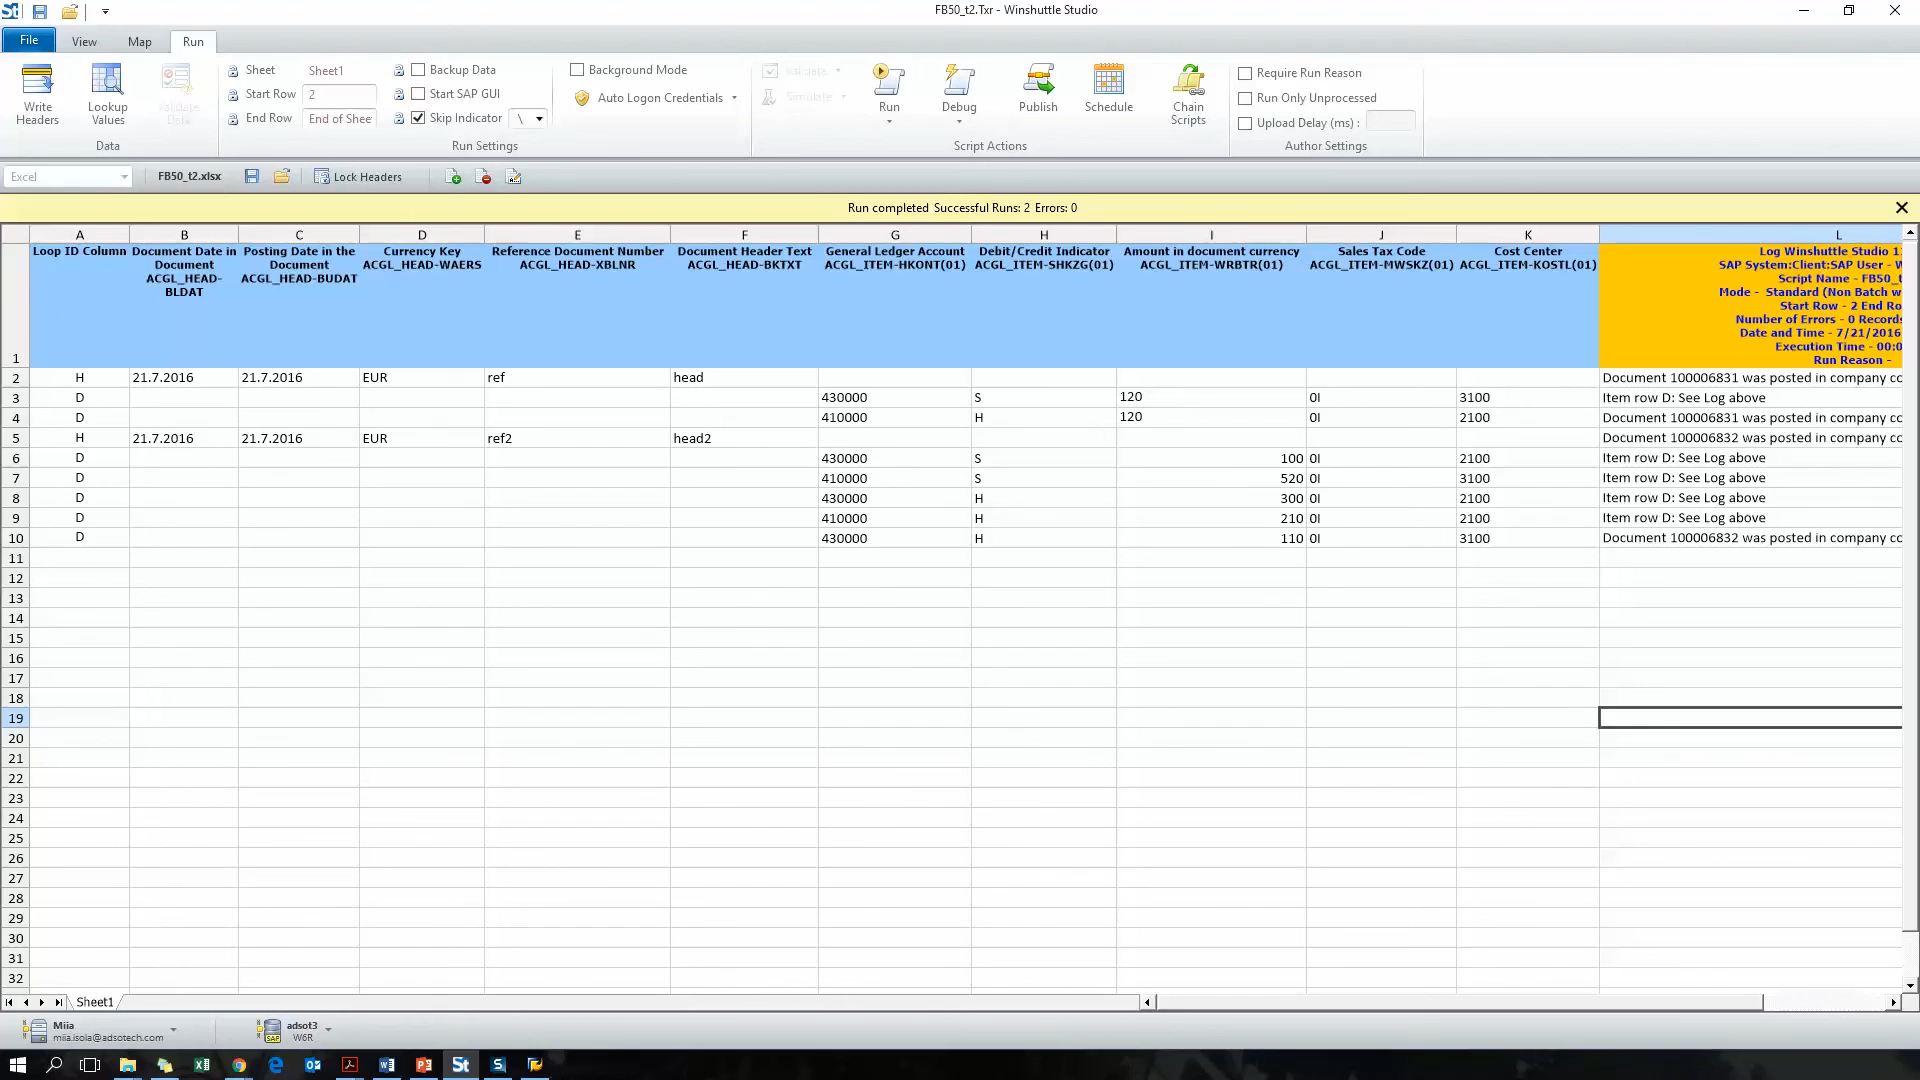 FB50_t2.Txr - Winshuttle Studio
File View Map Run
Write Headers
Lookup Values
Validate Data
Data
Sheet Sheet1
Start Row 2
End Row End of Shee
Backup Data
Start SAP GUI
Skip Indicator \
Run Settings
Background Mode
Auto Logon Credentials
Validate
Simulate
Run
Debug
Publish
Schedule
Chain Scripts
Script Actions
Require Run Reason
Run Only Unprocessed
Upload Delay (ms) :
Author Settings
Excel FB50_t2.xlsx Lock Headers
Run completed Successful Runs: 2 Errors: 0
A B C D E F G H I J K L
1
Loop ID Column
Document Date in
Document
ACGL_HEAD-
BLDAT
Posting Date in the
Document
ACGL_HEAD-BUDAT
Currency Key
ACGL_HEAD-WAERS
Reference Document Number
ACGL_HEAD-XBLNR
Document Header Text
ACGL_HEAD-BKTXT
General Ledger Account
ACGL_ITEM-HKONT(01)
Debit/Credit Indicator
ACGL_ITEM-SHKZG(01)
Amount in document currency
ACGL_ITEM-WRBTR(01)
Sales Tax Code
ACGL_ITEM-MWSKZ(01)
Cost Center
ACGL_ITEM-KOSTL(01)
Log Winshuttle Studio 1
SAP System:Client:SAP User - W
Script Name - FB50_t
Mode - Standard (Non Batch w
Start Row - 2 End Ro
Number of Errors - 0 Records
Date and Time - 7/21/2016
Execution Time - 00:0
Run Reason -
2 H 21.7.2016 21.7.2016 EUR ref head Document 100006831 was posted in company co
3 D 430000 S 120 0I 3100 Item row D: See Log above
4 D 410000 H 120 0I 2100 Document 100006831 was posted in company co
5 H 21.7.2016 21.7.2016 EUR ref2 head2 Document 100006832 was posted in company co
6 D 430000 S 100 0I 2100 Item row D: See Log above
7 D 410000 S 520 0I 3100 Item row D: See Log above
8 D 430000 H 300 0I 2100 Item row D: See Log above
9 D 410000 H 210 0I 2100 Item row D: See Log above
10 D 430000 H 110 0I 3100 Document 100006832 was posted in company co
11
12
13
14
15
16
17
18
19
20
21
22
23
24
25
26
27
28
29
30
31
32
Sheet1
Miia
miia.isola@adsotech.com
adsot3
W6R